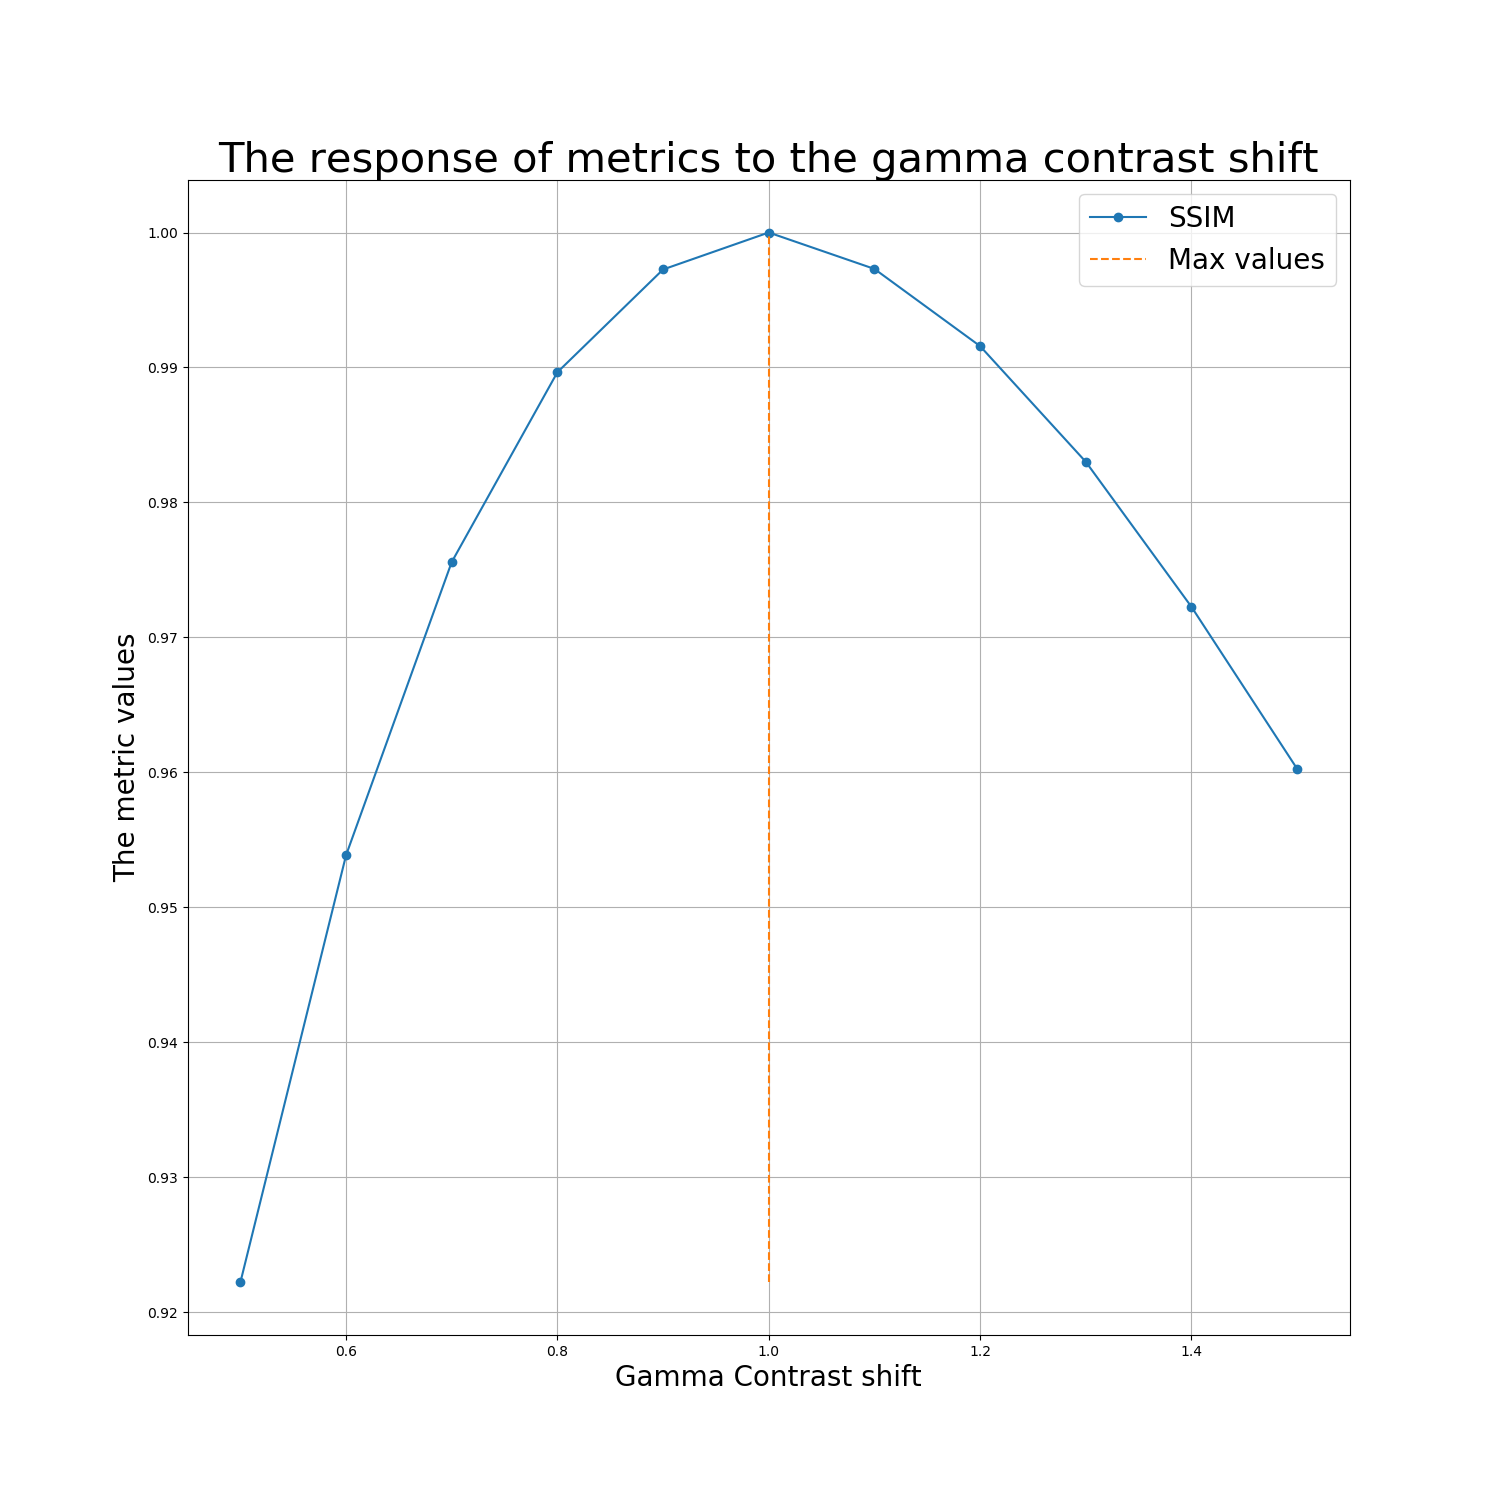 The response of metrics to the gamma contrast shift
SSIM
Max values
1.00
0.99
0.98
0.97
0.96
0.95
0.94
0.93
0.92
The metric values
0.6 0.8 1.0 1.2 1.4
Gamma Contrast shift